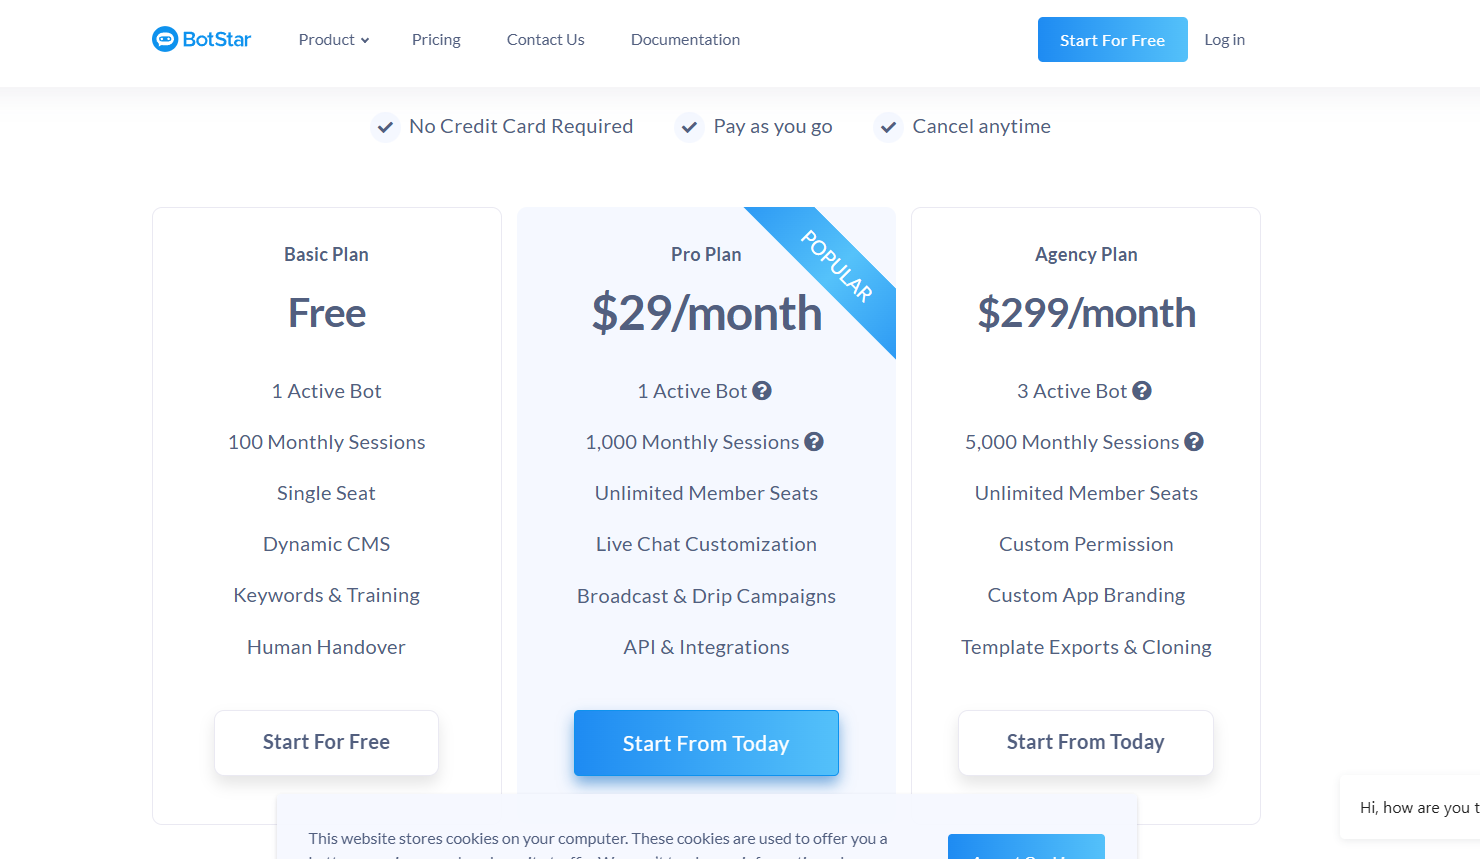 BotStar
Product
Pricing
Contact Us
Documentation
Start For Free
Log in
No Credit Card Required
Pay as you go
Cancel anytime
Basic Plan
Free
1 Active Bot
100 Monthly Sessions
Single Seat
Dynamic CMS
Keywords & Training
Human Handover
Start For Free
POPULAR
Pro Plan
$29/month
1 Active Bot
1,000 Monthly Sessions
Unlimited Member Seats
Live Chat Customization
Broadcast & Drip Campaigns
API & Integrations
Start From Today
Agency Plan
$299/month
3 Active Bot
5,000 Monthly Sessions
Unlimited Member Seats
Custom Permission
Custom App Branding
Template Exports & Cloning
Start From Today
This website stores cookies on your computer. These cookies are used to offer you a
Hi, how are you t